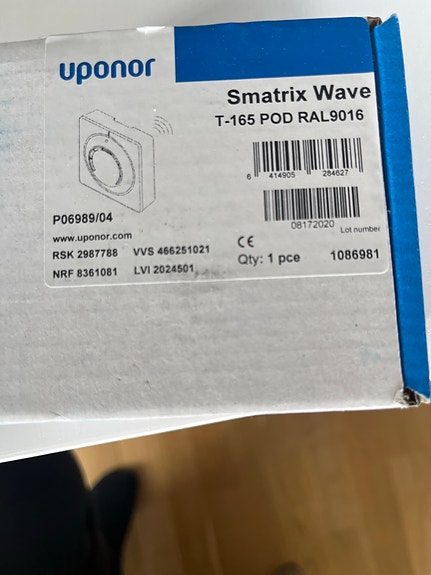 uponor
Smatrix Wave
T-165 POD RAL9016
6 414905 284627
08172020
Lot number
P06989/04
www.uponor.com
RSK 2987788 VVS 466251021
NRF 8361081 LVI 2024501
CE
Qty: 1 pce
1086981